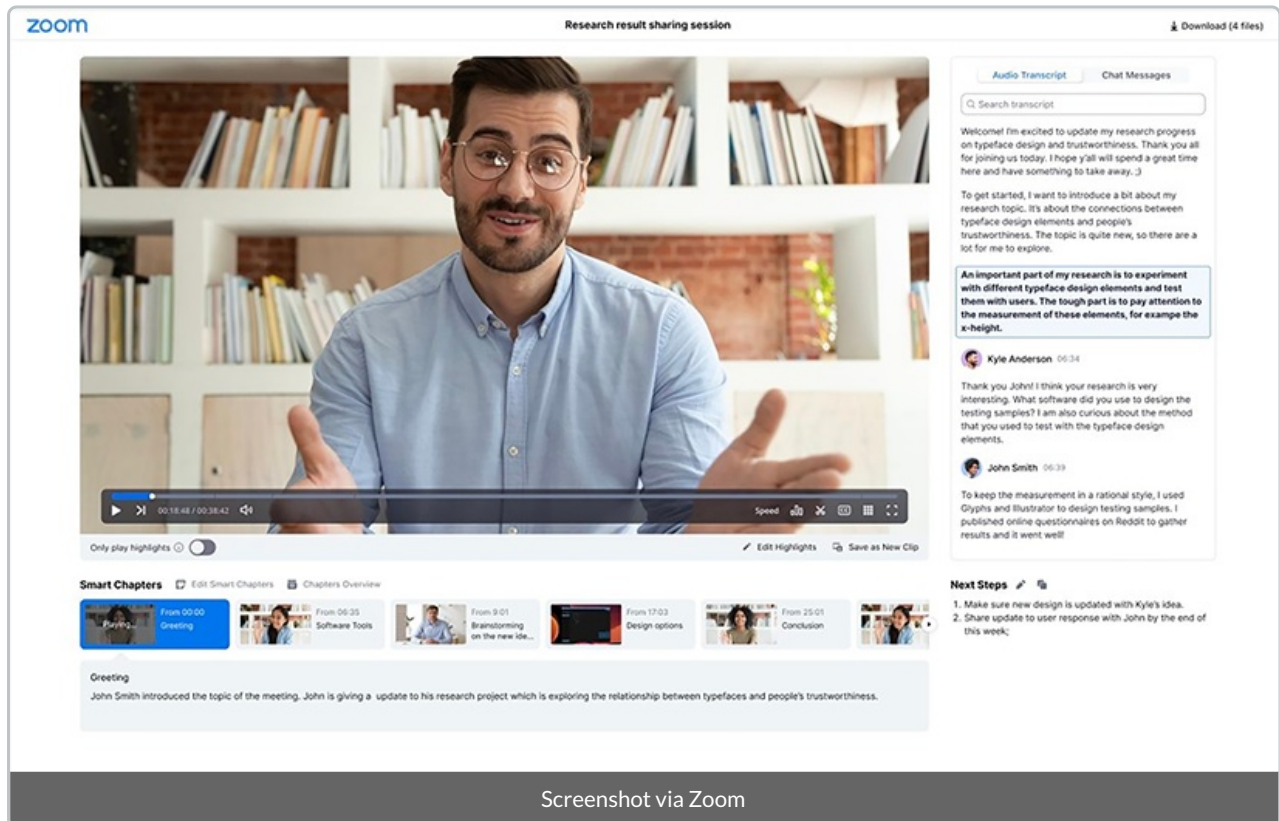 zoom
Research result sharing session
Download (4 files)
00:18:48 / 00:38:42
Speed
CC
Only play highlights
Edit Highlights
Save as New Clip
Smart Chapters
Edit Smart Chapters
Chapters Overview
Playing...
From 00:00
Greeting
From 06:35
Software Tools
From 9:01
Brainstorming
on the new ide...
From 17:03
Design options
From 25:01
Conclusion
Greeting
John Smith introduced the topic of the meeting. John is giving a update to his research project which is exploring the relationship between typefaces and people's trustworthiness.
Audio Transcript
Chat Messages
Search transcript
Welcome! I'm excited to update my research progress
on typeface design and trustworthiness. Thank you all
for joining us today. I hope y'all will spend a great time
here and have something to take away. ;)
To get started, I want to introduce a bit about my
research topic. It's about the connections between
typeface design elements and people's
trustworthiness. The topic is quite new, so there are a
lot for me to explore.
An important part of my research is to experiment
with different typeface design elements and test
them with users. The tough part is to pay attention to
the measurement of these elements, for exampe the
x-height.
Kyle Anderson 06:34
Thank you John! I think your research is very
interesting. What software did you use to design the
testing samples? I am also curious about the method
that you used to test with the typeface design
elements.
John Smith 06:39
To keep the measurement in a rational style, I used
Glyphs and Illustrator to design testing samples. I
published online questionnaires on Reddit to gather
results and it went well!
Next Steps
1. Make sure new design is updated with Kyle's idea.
2. Share update to user response with John by the end of
this week;
Screenshot via Zoom